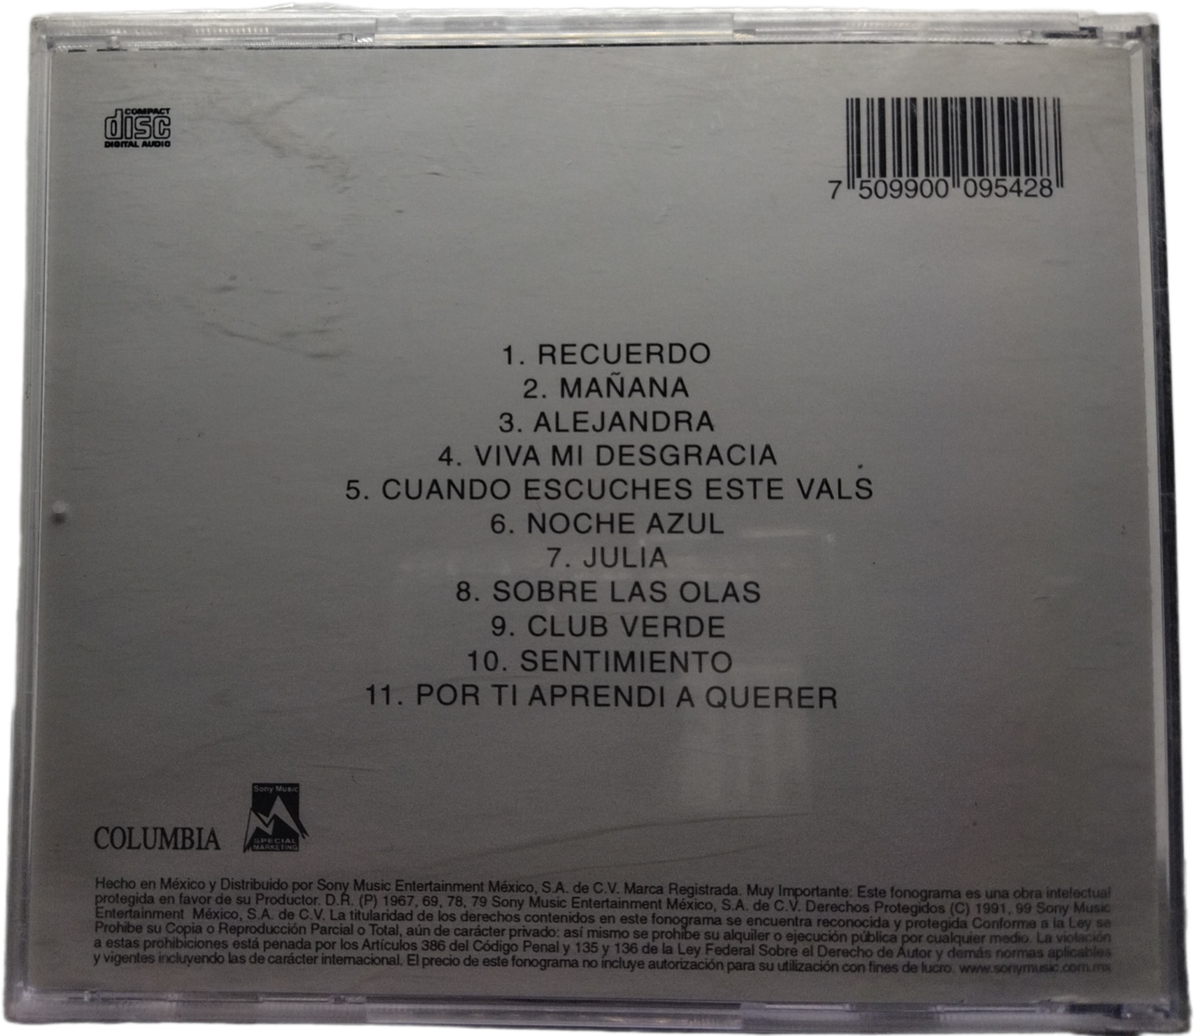 COMPACT
disc
DIGITAL AUDIO
7 509900 095428
1. RECUERDO
2. MAÑANA
3. ALEJANDRA
4. VIVA MI DESGRACIA
5. CUANDO ESCUCHES ESTE VALS
6. NOCHE AZUL
7. JULIA
8. SOBRE LAS OLAS
9. CLUB VERDE
10. SENTIMIENTO
11. POR TI APRENDI A QUERER
Sony Music
SPECIAL
MARKETING
COLUMBIA
Hecho en México y Distribuido por Sony Music Entertainment México, S.A. de C.V. Marca Registrada. Muy Importante: Este fonograma es una obra intelectual
protegida en favor de su Productor. D.R. (P) 1967, 69, 78, 79 Sony Music Entertainment México, S.A. de C.V. Derechos Protegidos (C) 1991, 99 Sony Music
Entertainment México, S.A. de C.V. La titularidad de los derechos contenidos en este fonograma se encuentra reconocida y protegida Conforme a la Ley se
Prohibe su Copia o Reproducción Parcial o Total, aún de carácter privado: así mismo se prohibe su alquiler o ejecución pública por cualquier medio. La violación
a estas prohibiciones está penada por los Artículos 386 del Código Penal y 135 y 136 de la Ley Federal Sobre el Derecho de Autor y demás normas aplicables
y vigentes incluyendo las de carácter internacional. El precio de este fonograma no incluye autorización para su utilización con fines de lucro. www.sonymusic.com.mx